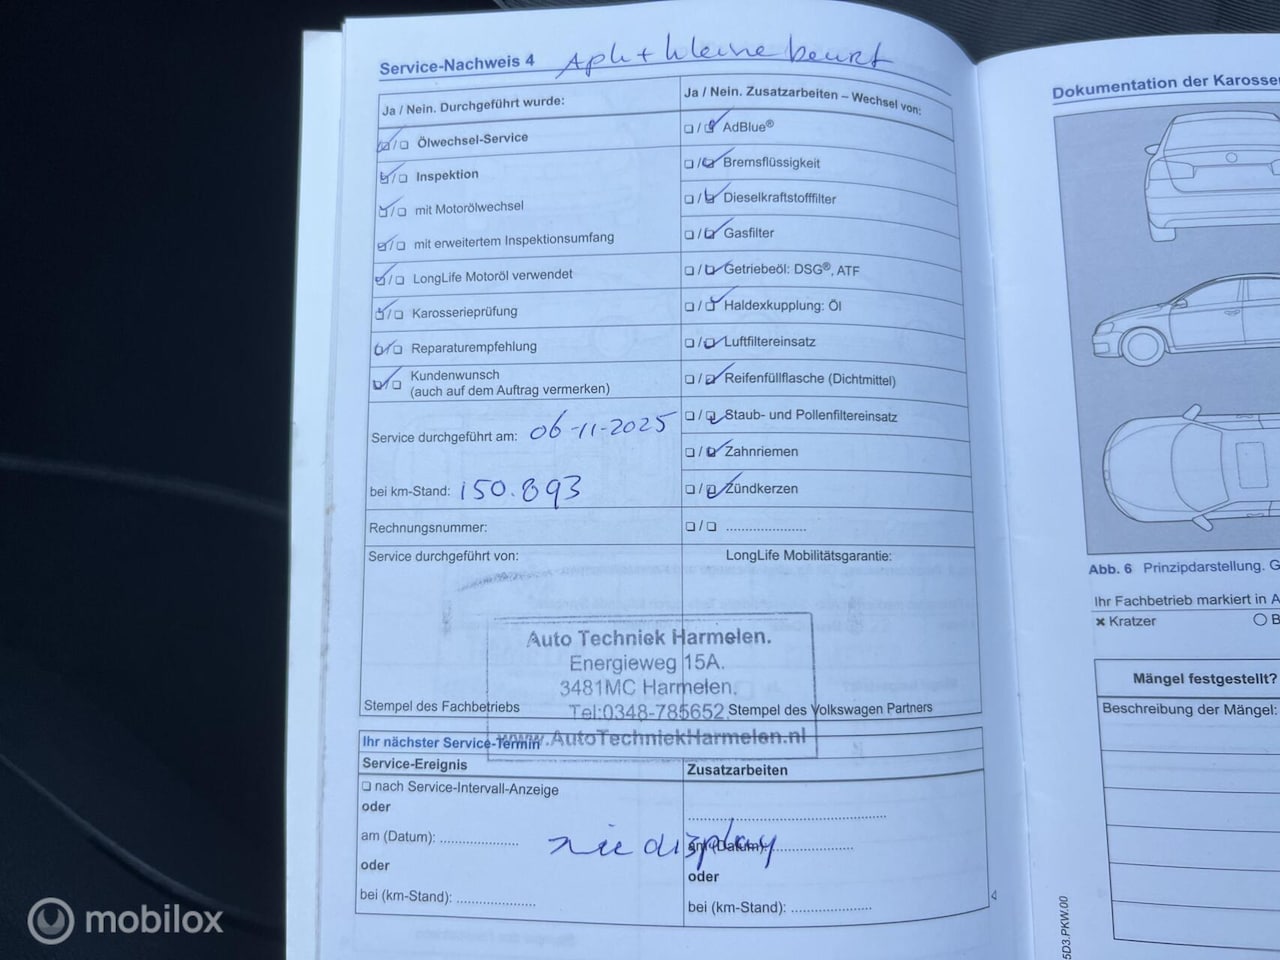 Service-Nachweis 4 Apk + kleine beurt
Ja / Nein. Durchgeführt wurde:
☑/☐ Ölwechsel-Service
☑/☐ Inspektion
☑/☐ mit Motorölwechsel
☑/☐ mit erweitertem Inspektionsumfang
☑/☐ LongLife Motoröl verwendet
☑/☐ Karosserieprüfung
☑/☐ Reparaturempfehlung
☑/☐ Kundenwunsch
(auch auf dem Auftrag vermerken)
Service durchgeführt am: 06-11-2025
bei km-Stand: 150.893
Rechnungsnummer:
Ja / Nein. Zusatzarbeiten – Wechsel von:
☐/☑ AdBlue®
☐/☑ Bremsflüssigkeit
☐/☑ Dieselkraftstofffilter
☐/☑ Gasfilter
☐/☑ Getriebeöl: DSG®, ATF
☐/☑ Haldexkupplung: Öl
☐/☑ Luftfiltereinsatz
☐/☑ Reifenfüllflasche (Dichtmittel)
☐/☑ Staub- und Pollenfiltereinsatz
☐/☑ Zahnriemen
☐/☑ Zündkerzen
☐/☐ ......................
Service durchgeführt von:
LongLife Mobilitätsgarantie:
Auto Techniek Harmelen.
Energieweg 15A.
3481MC Harmelen.
Tel:0348-785652.
www.AutoTechniekHarmelen.nl
Stempel des Fachbetriebs
Stempel des Volkswagen Partners
Ihr nächster Service-Termin
Service-Ereignis
☐ nach Service-Intervall-Anzeige
oder
am (Datum): ......................
oder
bei (km-Stand): ......................
Zusatzarbeiten
am (Datum): ......................
oder
bei (km-Stand): ......................
zie display
Dokumentation der Karosse
Abb. 6 Prinzipdarstellung. G
Ihr Fachbetrieb markiert in A
× Kratzer
○ B
Mängel festgestellt?
Beschreibung der Mängel:
5D3.PKW.00
mobilox